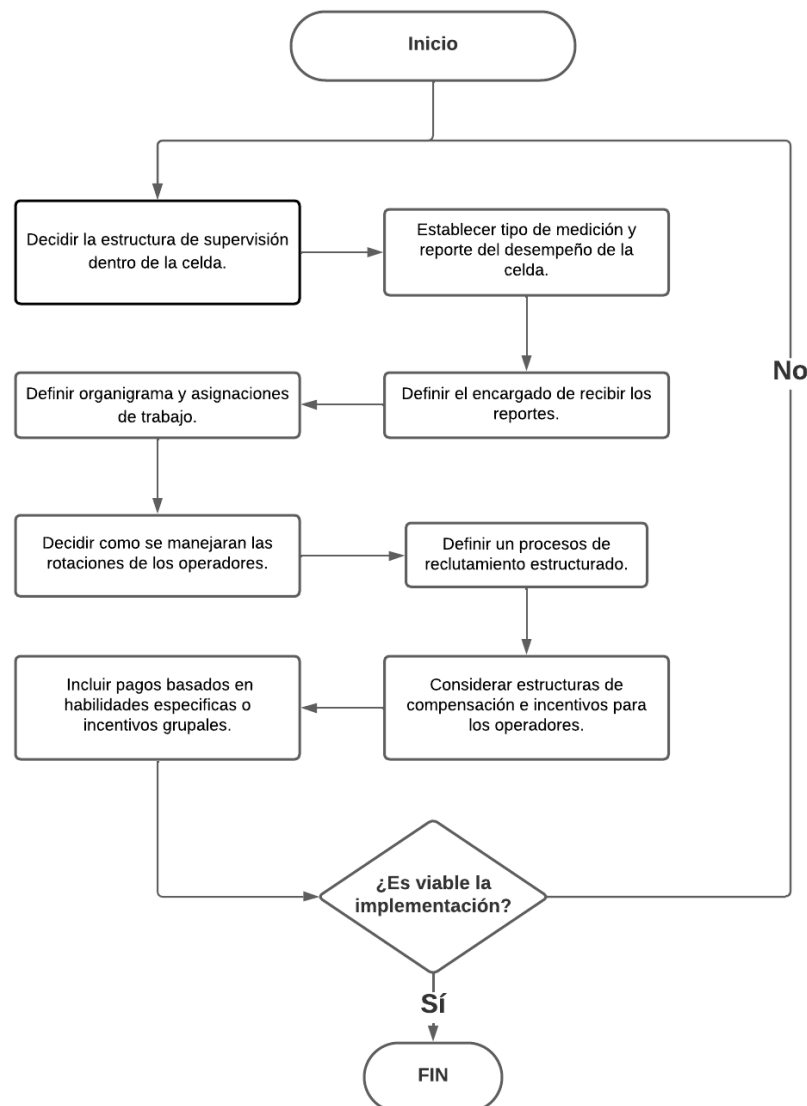 Inicio
Decidir la estructura de supervisión
dentro de la celda.
Establecer tipo de medición y
reporte del desempeño de la
celda.
No
Definir organigrama y asignaciones
de trabajo.
Definir el encargado de recibir los
reportes.
Decidir como se manejaran las
rotaciones de los operadores.
Definir un procesos de
reclutamiento estructurado.
Incluir pagos basados en
habilidades especificas o
incentivos grupales.
Considerar estructuras de
compensación e incentivos para
los operadores.
¿Es viable la
implementación?
Sí
FIN